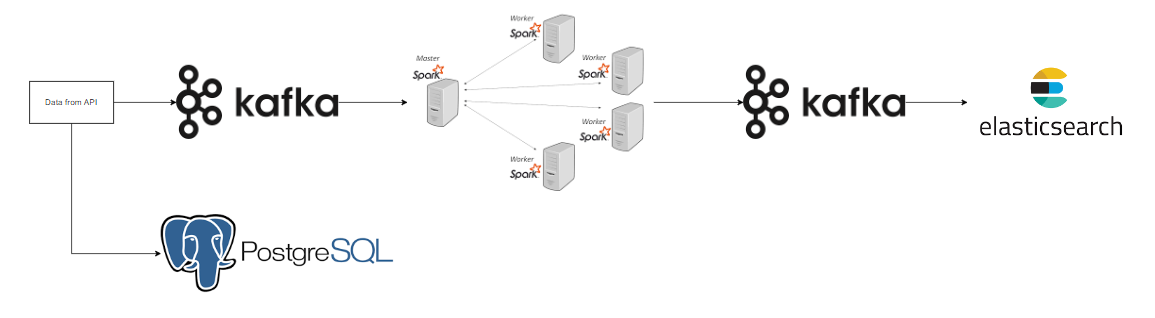 Data from API
kafka
Master
Spark
Worker
Spark
Worker
Spark
Worker
Spark
Worker
Spark
kafka
elasticsearch
PostgreSQL